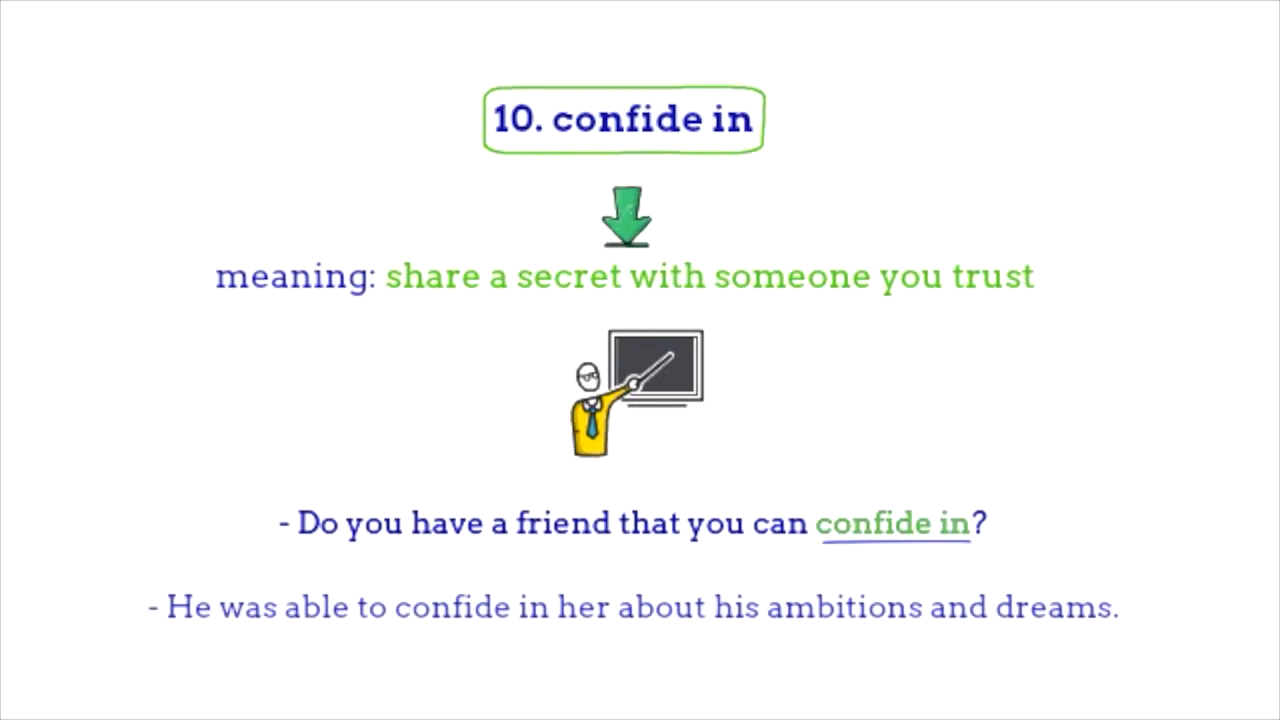 10. confide in
meaning: share a secret with someone you trust
- Do you have a friend that you can confide in?
- He was able to confide in her about his ambitions and dreams.